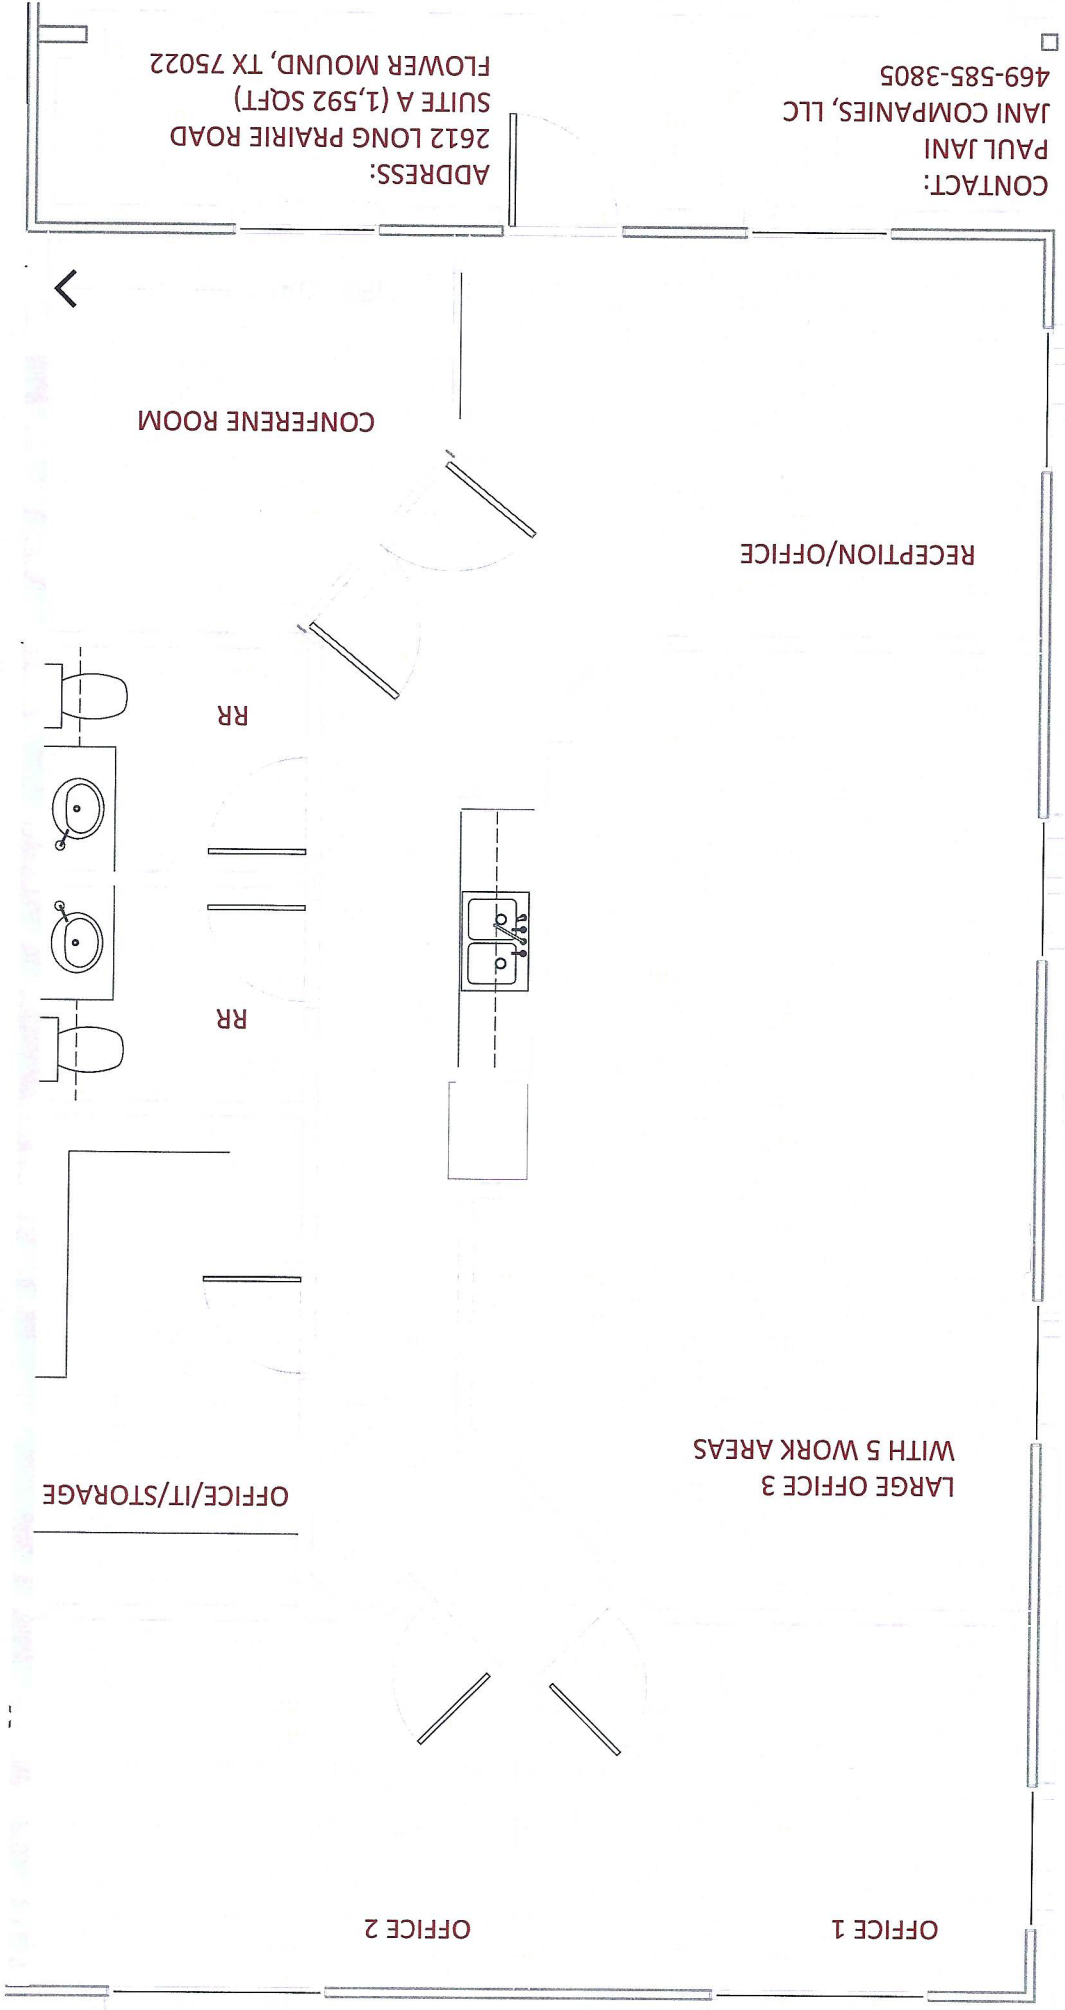 OFFICE 1
OFFICE 2
LARGE OFFICE 3
WITH 5 WORK AREAS
OFFICE/IT/STORAGE
RR
RR
RECEPTION/OFFICE
CONFERENE ROOM
CONTACT:
PAUL JANI
JANI COMPANIES, LLC
469-585-3805
ADDRESS:
2612 LONG PRAIRIE ROAD
SUITE A (1,592 SQFT)
FLOWER MOUND, TX 75022